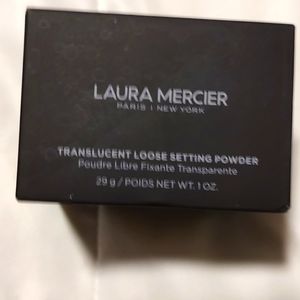 LAURA MERCIER
PARIS | NEW YORK
TRANSLUCENT LOOSE SETTING POWDER
Poudre Libre Fixante Transparente
29 g / POIDS NET WT. 1 OZ.